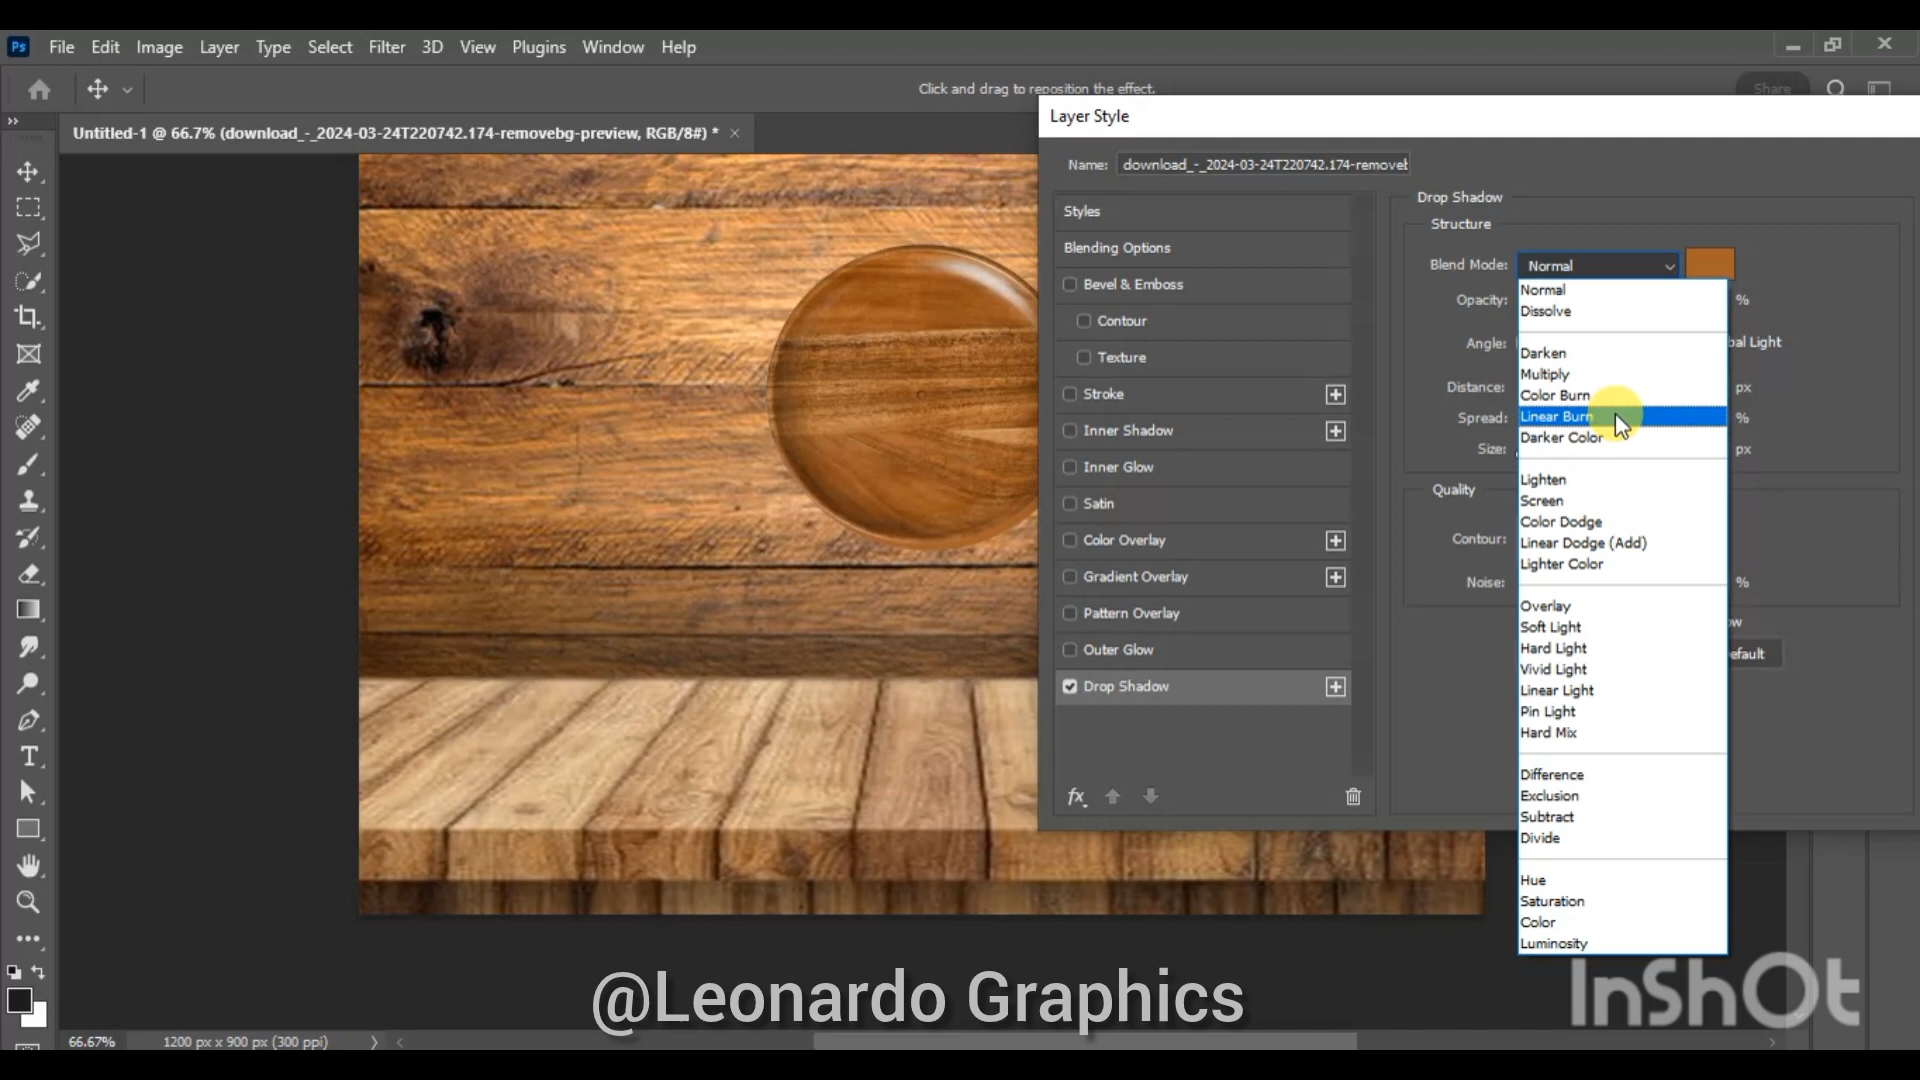 Ps File Edit Image Layer Type Select Filter 3D View Plugins Window Help
Click and drag to reposition the effect.
Share
Untitled-1 @ 66.7% (download_-_2024-03-24T220742.174-removebg-preview, RGB/8#) *
Layer Style
Name: download_-_2024-03-24T220742.174-removeb
Styles
Blending Options
Bevel & Emboss
Contour
Texture
Stroke
Inner Shadow
Inner Glow
Satin
Color Overlay
Gradient Overlay
Pattern Overlay
Outer Glow
Drop Shadow
fx
Drop Shadow
Structure
Blend Mode: Normal
Opacity: %
Angle: bal Light
Distance: px
Spread: %
Size: px
Quality
Contour:
Noise: %
ow
efault
Normal
Dissolve
Darken
Multiply
Color Burn
Linear Burn
Darker Color
Lighten
Screen
Color Dodge
Linear Dodge (Add)
Lighter Color
Overlay
Soft Light
Hard Light
Vivid Light
Linear Light
Pin Light
Hard Mix
Difference
Exclusion
Subtract
Divide
Hue
Saturation
Color
Luminosity
@Leonardo Graphics
InShOt
66.67% 1200 px x 900 px (300 ppi)